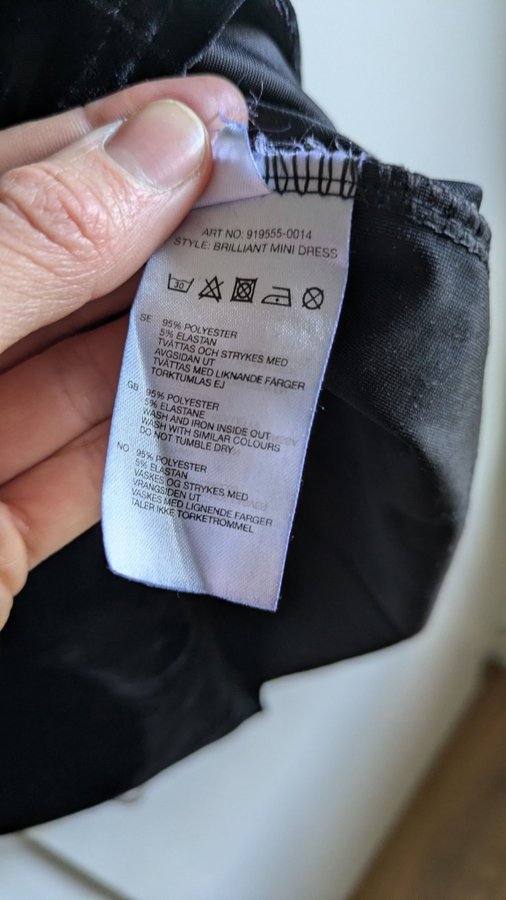 ART NO: 919555-0014
STYLE: BRILLIANT MINI DRESS
30
SE 95% POLYESTER
5% ELASTAN
TVÄTTAS OCH STRYKES MED
AVIGSIDAN UT
TVÄTTAS MED LIKNANDE FÄRGER
TORKTUMLAS EJ
GB 95% POLYESTER
5% ELASTANE
WASH AND IRON INSIDE OUT
WASH WITH SIMILAR COLOURS
DO NOT TUMBLE DRY
NO 95% POLYESTER
5% ELASTAN
VASKES OG STRYKES MED
VRANGSIDEN UT
VASKES MED LIGNENDE FARGER
TÅLER IKKE TORKETROMMEL